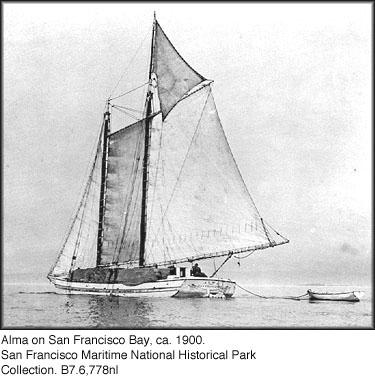 Alma on San Francisco Bay, ca. 1900.
San Francisco Maritime National Historical Park
Collection. B7.6,778nl